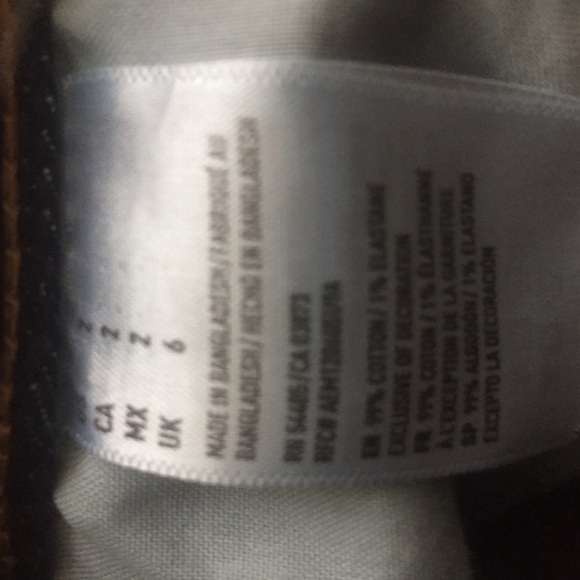 2
CA 2
MX 2
UK 6
MADE IN BANGLADESH/FABRIQUÉ AU
BANGLADESH/HECHO EN BANGLADESH
RN 54485/CA 03073
RFC#
EN 99% COTTON/1% ELASTANE
EXCLUSIVE OF DECORATION
FR 99% COTON/1% ÉLASTHANNE
À L'EXCEPTION DE LA GARNITURE
SP 99% ALGODÓN/1% ELASTANO
EXCEPTO LA DECORACIÓN